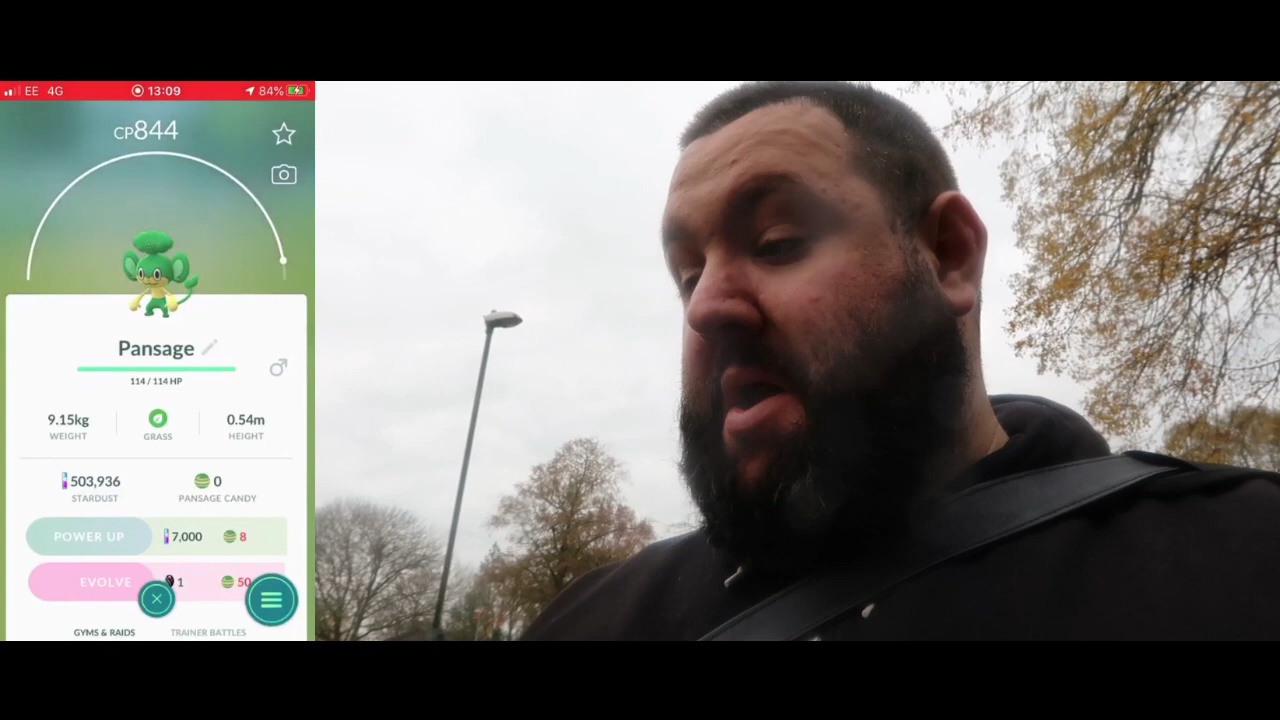 EE 4G 13:09 84%
CP844
Pansage
114 / 114 HP
9.15kg 0.54m
WEIGHT GRASS HEIGHT
503,936 0
STARDUST PANSAGE CANDY
POWER UP 7,000 8
EVOLVE 1 50
GYMS & RAIDS TRAINER BATTLES